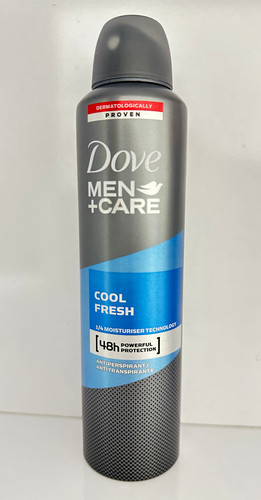 DERMATOLOGICALLY
PROVEN
Dove
MEN
+CARE
COOL
FRESH
1/4 MOISTURISER TECHNOLOGY
[48h POWERFUL
PROTECTION]
ANTIPERSPIRANT /
ANTITRANSPIRANTE